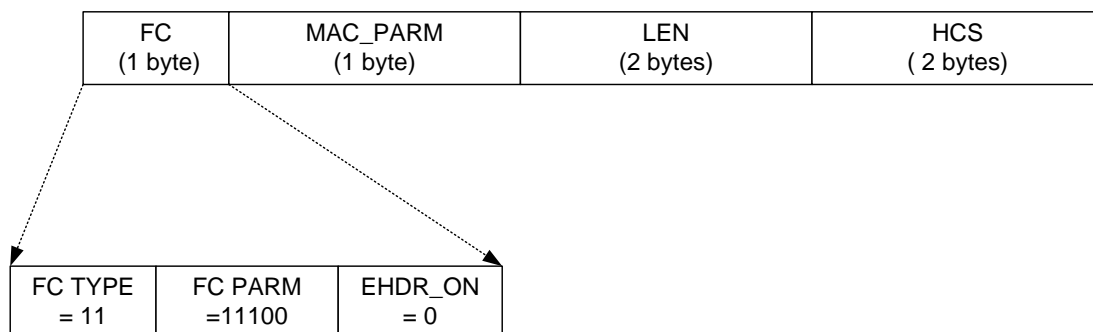 FC
(1 byte)
MAC_PARM
(1 byte)
LEN
(2 bytes)
HCS
( 2 bytes)
FC TYPE
= 11
FC PARM
=11100
EHDR_ON
= 0